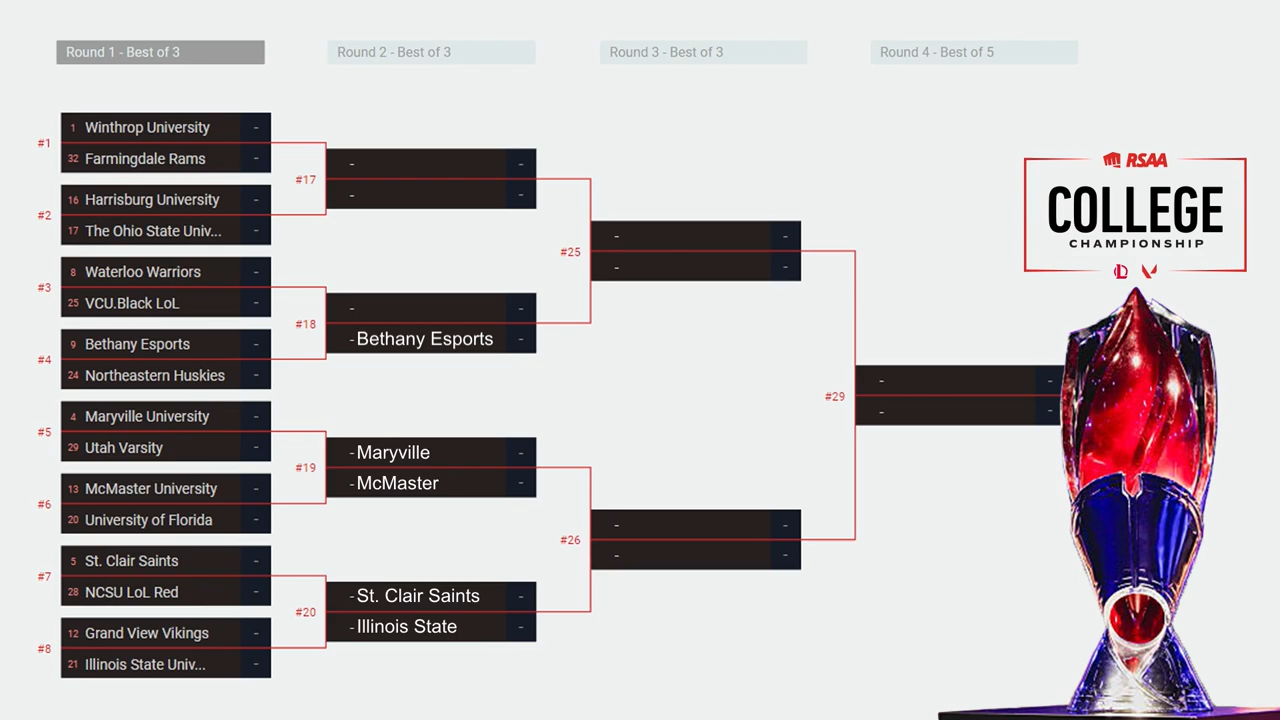 Round 1 - Best of 3
Round 2 - Best of 3
Round 3 - Best of 3
Round 4 - Best of 5
#1
1 Winthrop University -
32 Farmingdale Rams -
#2
16 Harrisburg University -
17 The Ohio State Univ... -
#3
8 Waterloo Warriors -
25 VCU.Black LoL -
#4
9 Bethany Esports -
24 Northeastern Huskies -
#5
4 Maryville University -
29 Utah Varsity -
#6
13 McMaster University -
20 University of Florida -
#7
5 St. Clair Saints -
28 NCSU LoL Red -
#8
12 Grand View Vikings -
21 Illinois State Univ... -
#17
- -
- -
#18
- -
-Bethany Esports -
#19
-Maryville -
-McMaster -
#20
-St. Clair Saints -
-Illinois State -
#25
- -
- -
#26
- -
- -
#29
- -
- -
RSAA
COLLEGE
CHAMPIONSHIP